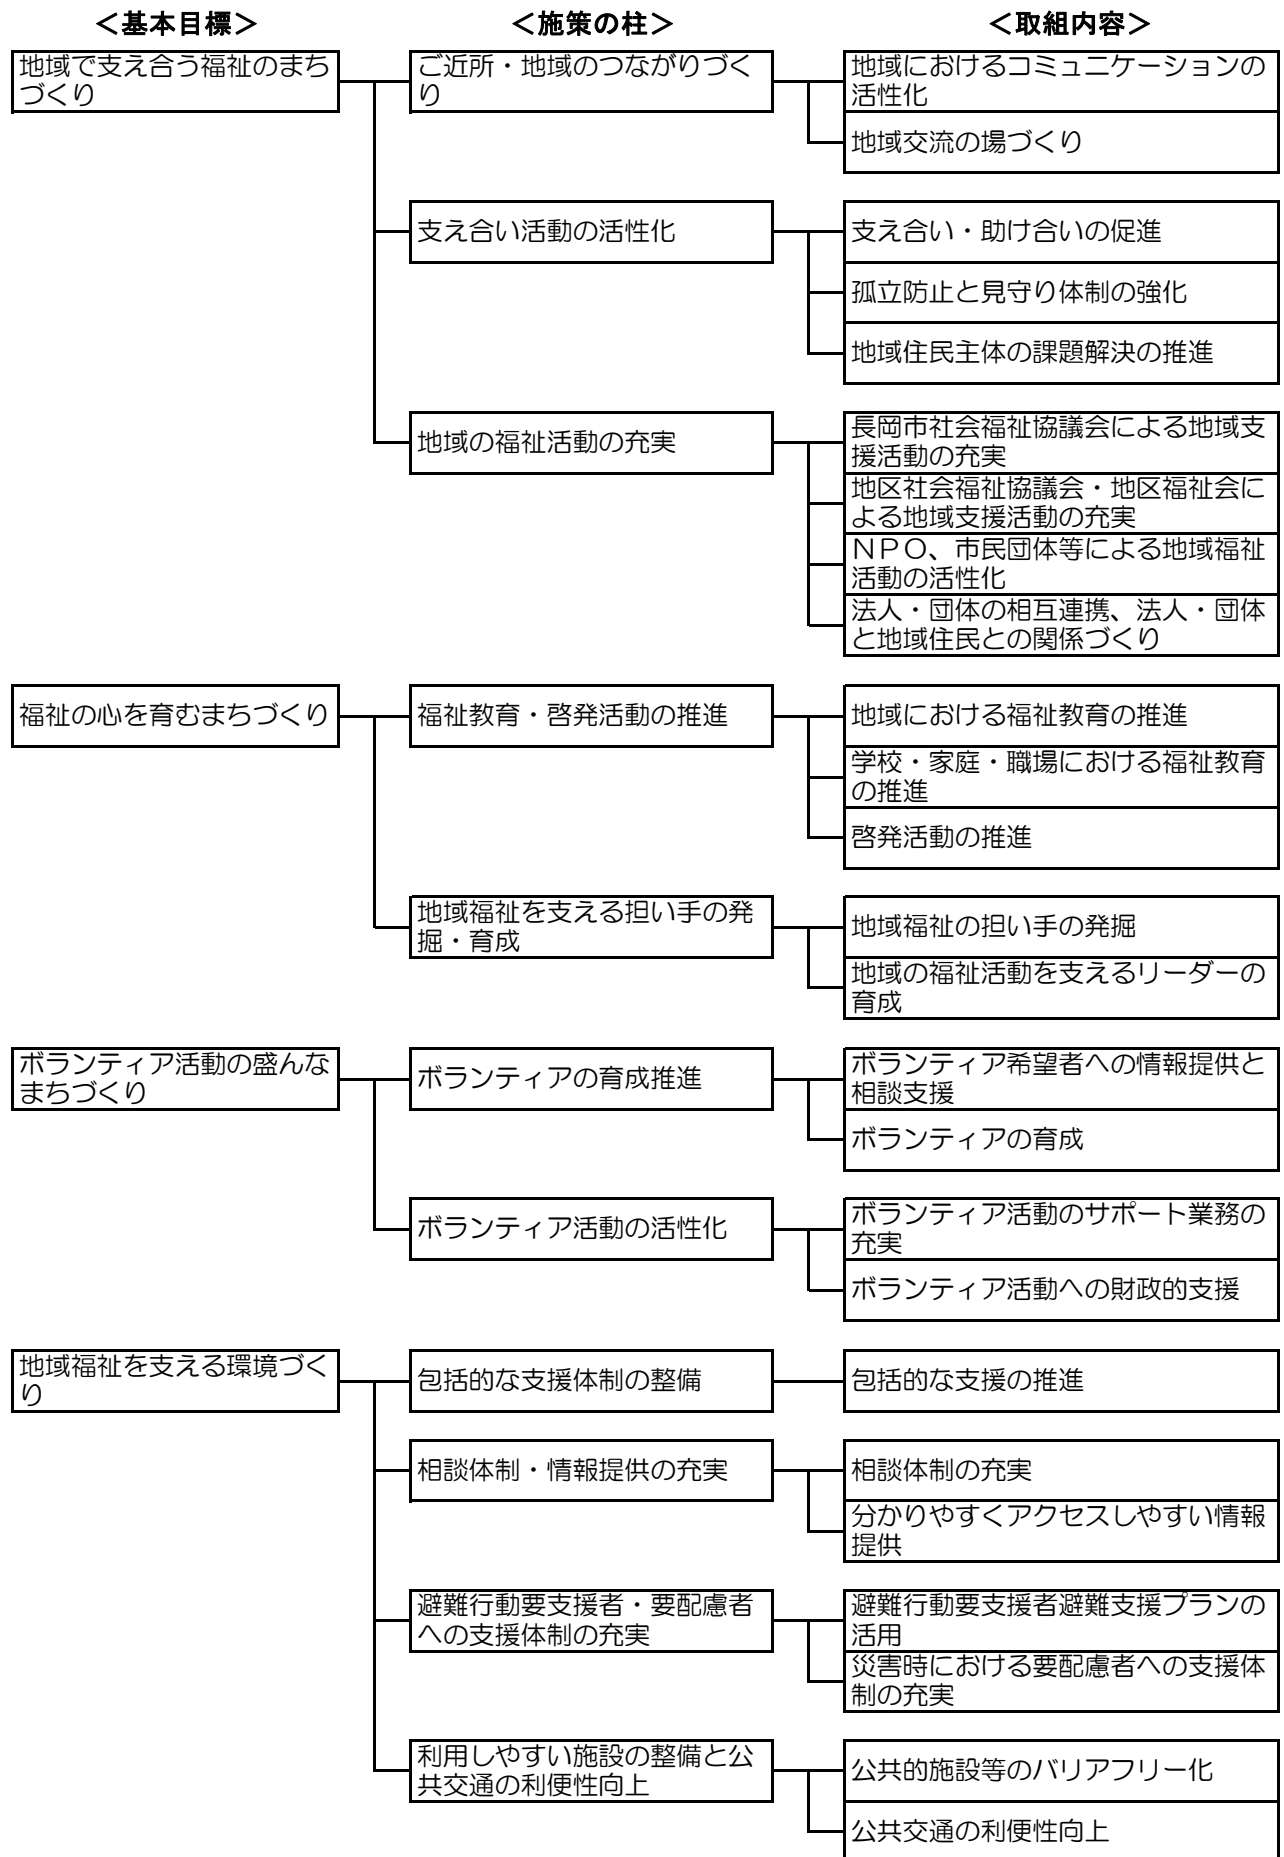 ＜基本目標＞
＜施策の柱＞
＜取組内容＞
地域で支え合う福祉のまち
づくり
ご近所・地域のつながりづく
り
地域におけるコミュニケーションの
活性化
地域交流の場づくり
支え合い活動の活性化
支え合い・助け合いの促進
孤立防止と見守り体制の強化
地域住民主体の課題解決の推進
地域の福祉活動の充実
長岡市社会福祉協議会による地域支
援活動の充実
地区社会福祉協議会・地区福祉会に
よる地域支援活動の充実
ＮＰＯ、市民団体等による地域福祉
活動の活性化
法人・団体の相互連携、法人・団体
と地域住民との関係づくり
福祉の心を育むまちづくり
福祉教育・啓発活動の推進
地域における福祉教育の推進
学校・家庭・職場における福祉教育
の推進
啓発活動の推進
地域福祉を支える担い手の発
掘・育成
地域福祉の担い手の発掘
地域の福祉活動を支えるリーダーの
育成
ボランティア活動の盛んな
まちづくり
ボランティアの育成推進
ボランティア希望者への情報提供と
相談支援
ボランティアの育成
ボランティア活動の活性化
ボランティア活動のサポート業務の
充実
ボランティア活動への財政的支援
地域福祉を支える環境づく
り
包括的な支援体制の整備
包括的な支援の推進
相談体制・情報提供の充実
相談体制の充実
分かりやすくアクセスしやすい情報
提供
避難行動要支援者・要配慮者
への支援体制の充実
避難行動要支援者避難支援プランの
活用
災害時における要配慮者への支援体
制の充実
利用しやすい施設の整備と公
共交通の利便性向上
公共的施設等のバリアフリー化
公共交通の利便性向上